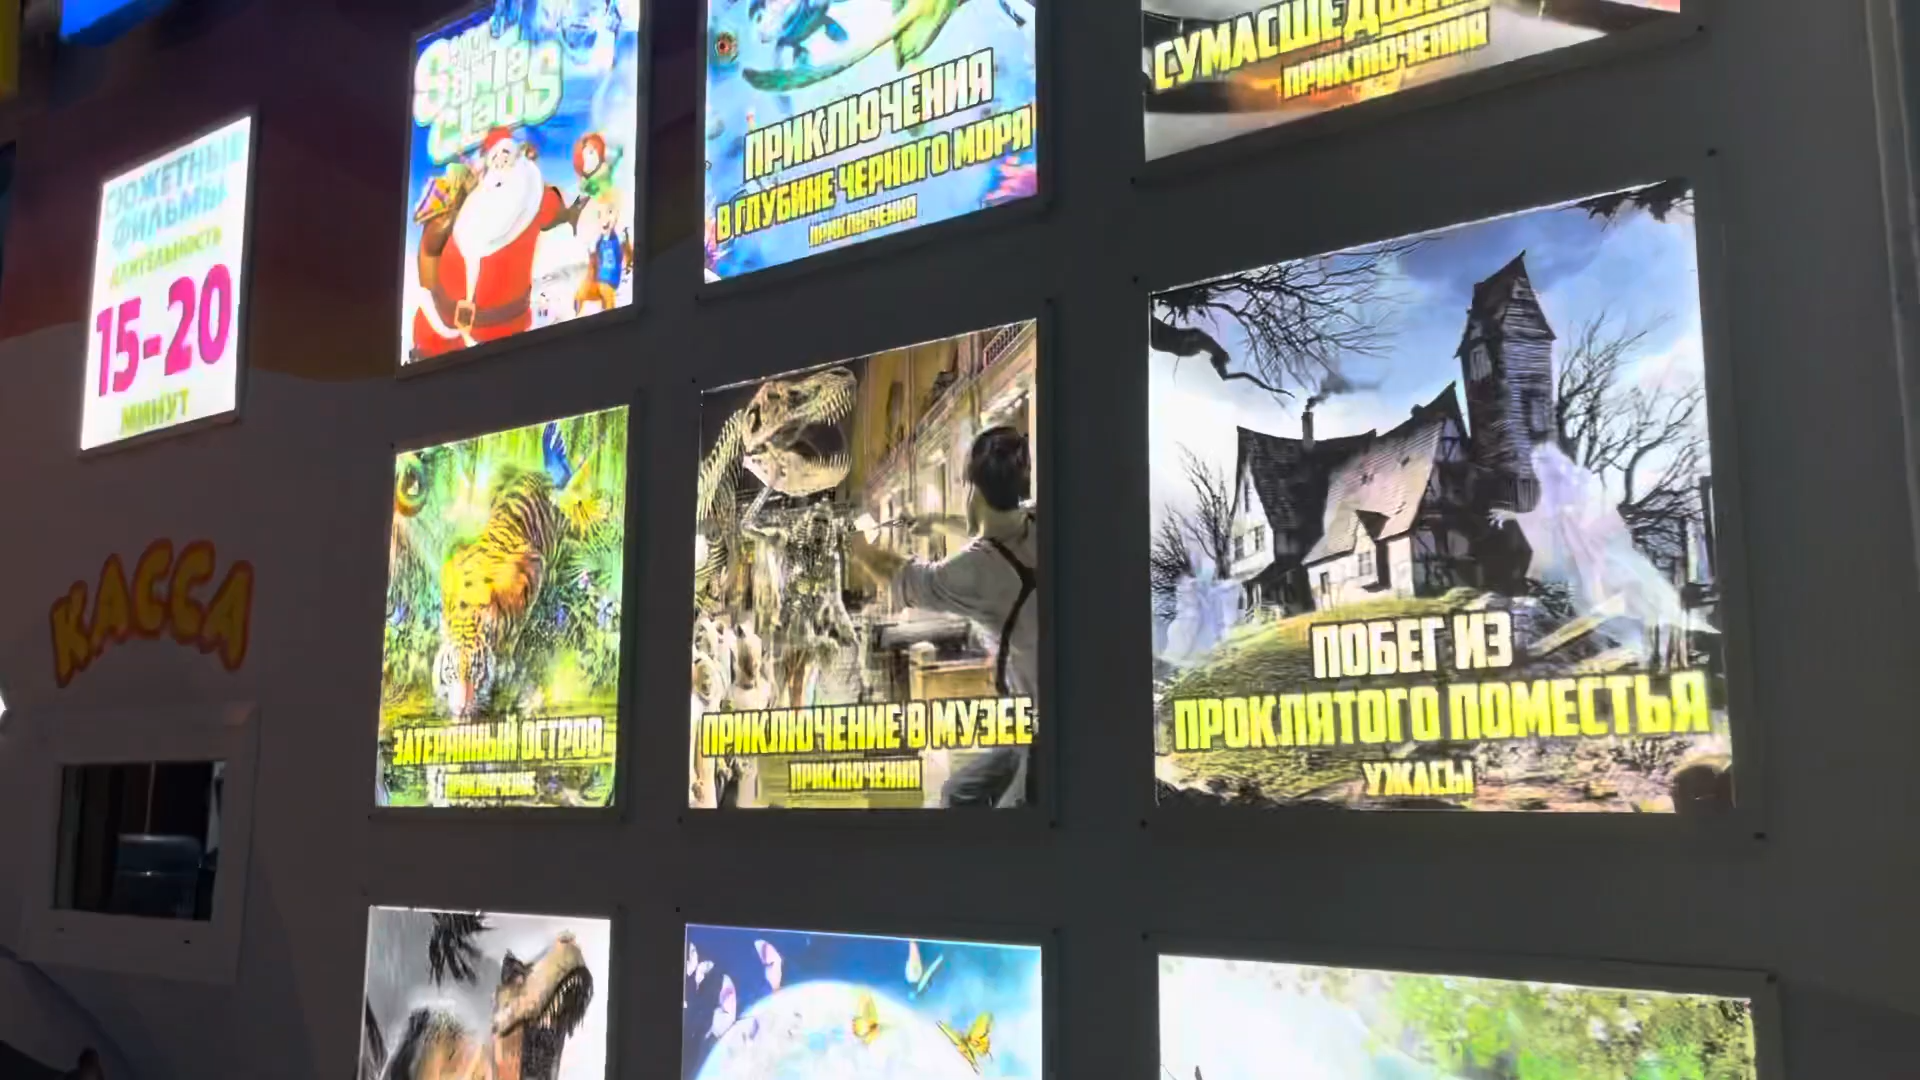 СЮЖЕТНЫЕ
ФИЛЬМЫ
ДЛИТЕЛЬНОСТЬ
15-20
МИНУТ
КАССА
Santa
Claus
ПРИКЛЮЧЕНИЯ
В ГЛУБИНЕ ЧЕРНОГО МОРЯ
ПРИКЛЮЧЕНИЯ
ПРИКЛЮЧЕНИЯ
ЗАТЕРЯННЫЙ ОСТРОВ
ПРИКЛЮЧЕНИЕ
ПРИКЛЮЧЕНИЕ В МУЗЕЕ
ПРИКЛЮЧЕНИЯ
ПОБЕГ ИЗ
ПРОКЛЯТОГО ПОМЕСТЬЯ
УЖАСЫ